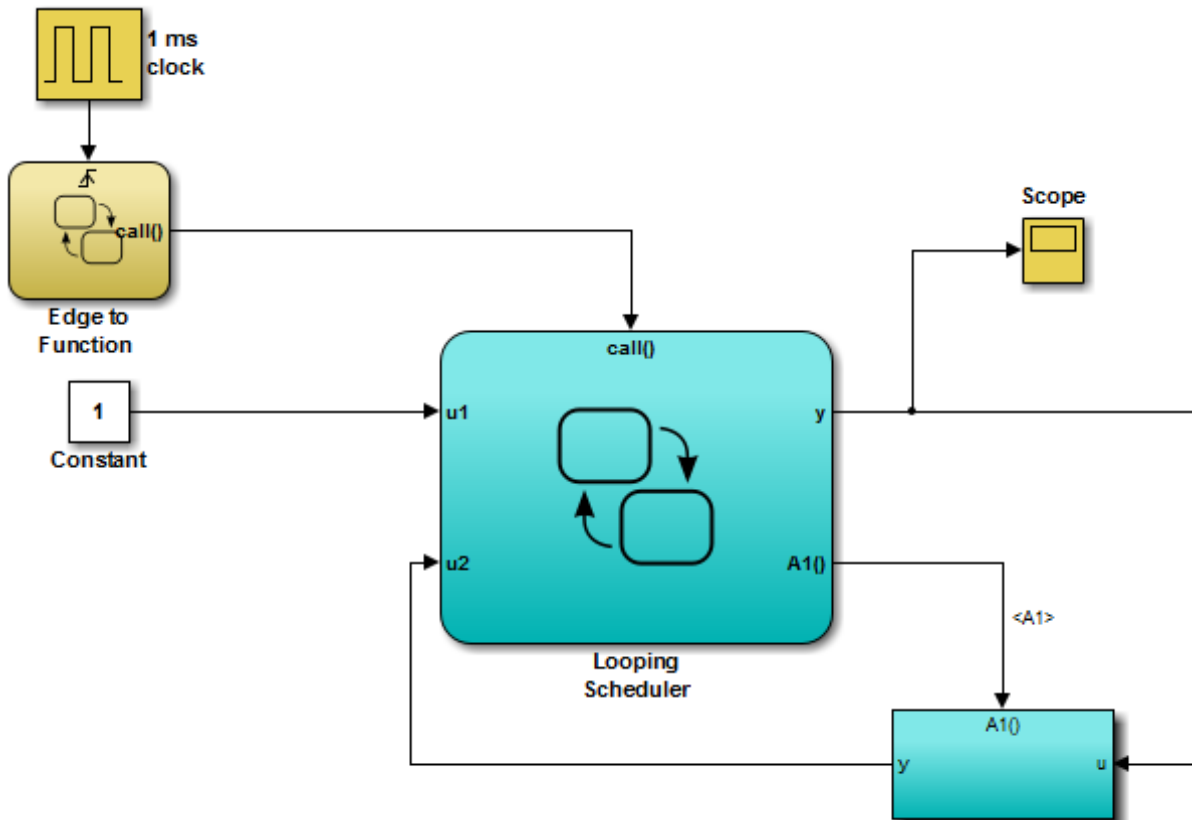 1 ms
clock
call()
Edge to
Function
Scope
call()
1
Constant
u1
y
u2
A1()
<A1>
Looping
Scheduler
A1()
y
u